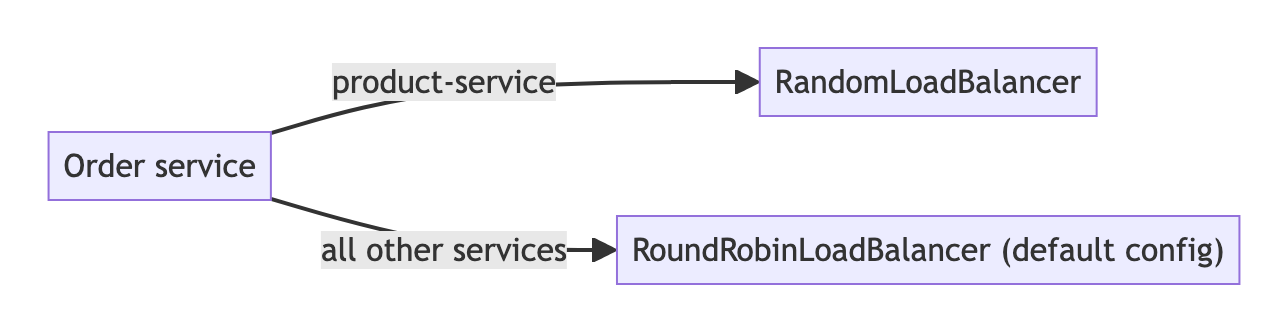 product-service
RandomLoadBalancer
Order service
all other services
RoundRobinLoadBalancer (default config)